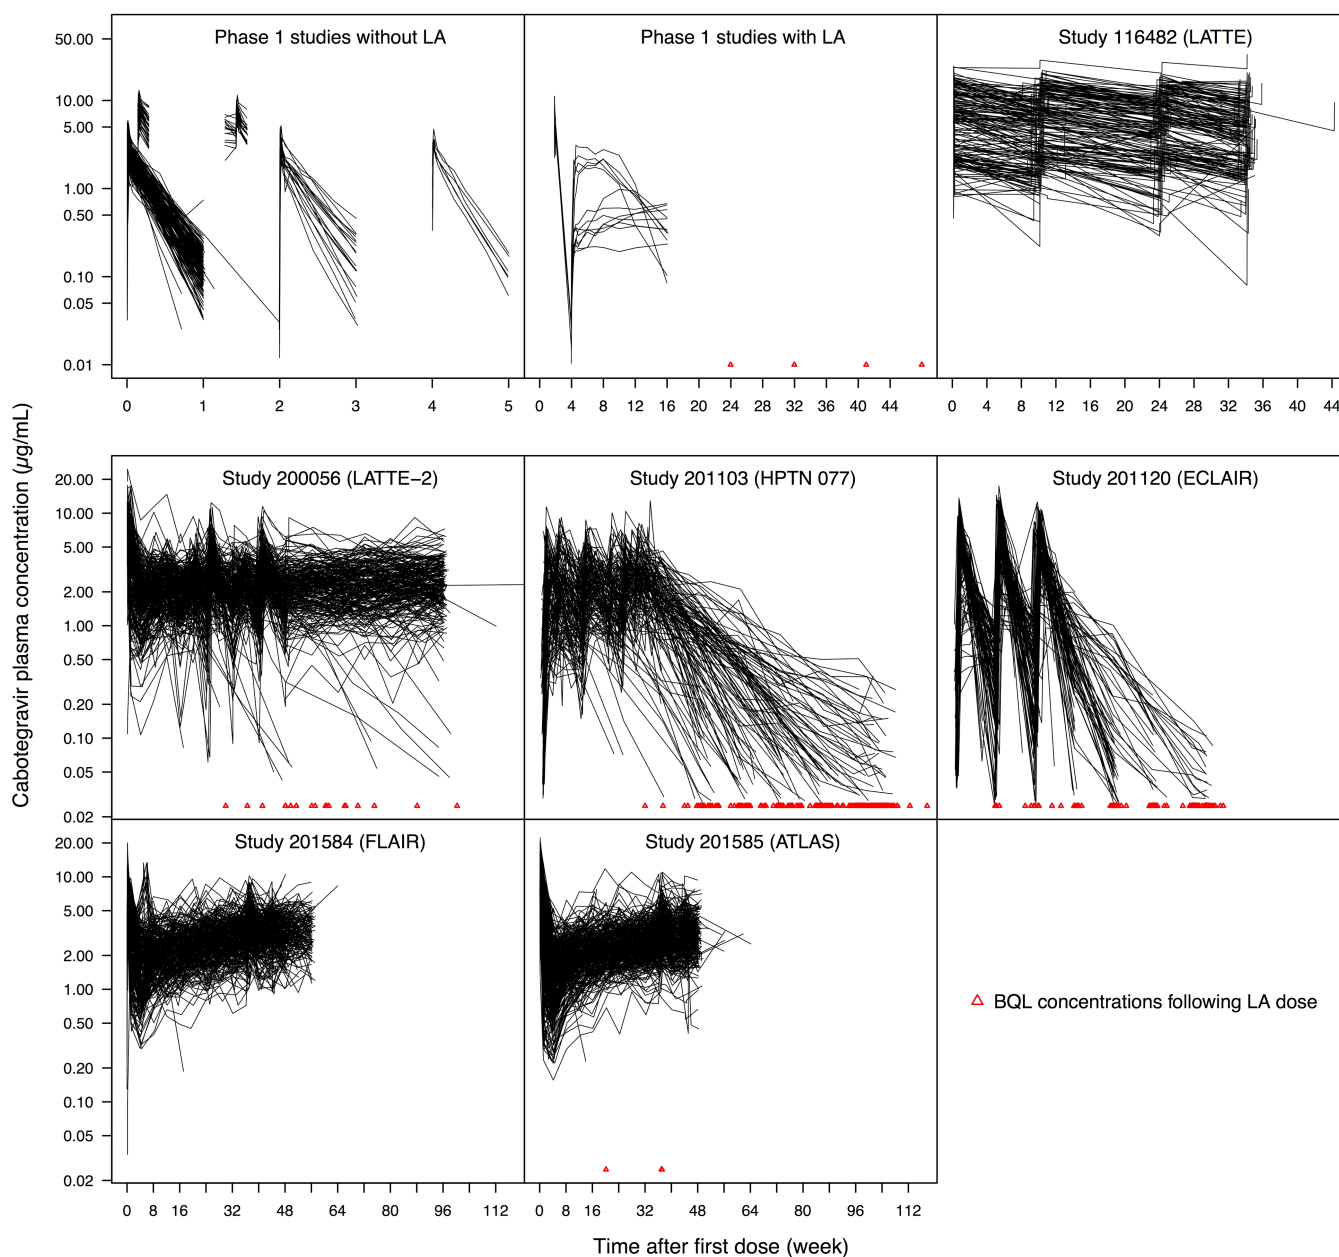 Cabotegravir plasma concentration (µg/mL)
Phase 1 studies without LA
50.00
10.00
5.00
1.00
0.50
0.10
0.05
0.01
0 1 2 3 4 5
Phase 1 studies with LA
0 4 8 12 16 24 28 32 36 40 44
Study 116482 (LATTE)
0 4 8 12 16 20 24 28 32 36 40 44
Study 200056 (LATTE−2)
20.00
10.00
5.00
2.00
1.00
0.50
0.20
0.10
0.05
0.02
Study 201103 (HPTN 077)
Study 201120 (ECLAIR)
Study 201584 (FLAIR)
20.00
10.00
5.00
2.00
1.00
0.50
0.20
0.10
0.05
0.02
0 8 16 32 48 64 80 96 112
Study 201585 (ATLAS)
0 8 16 32 48 64 80 96 112
BQL concentrations following LA dose
Time after first dose (week)